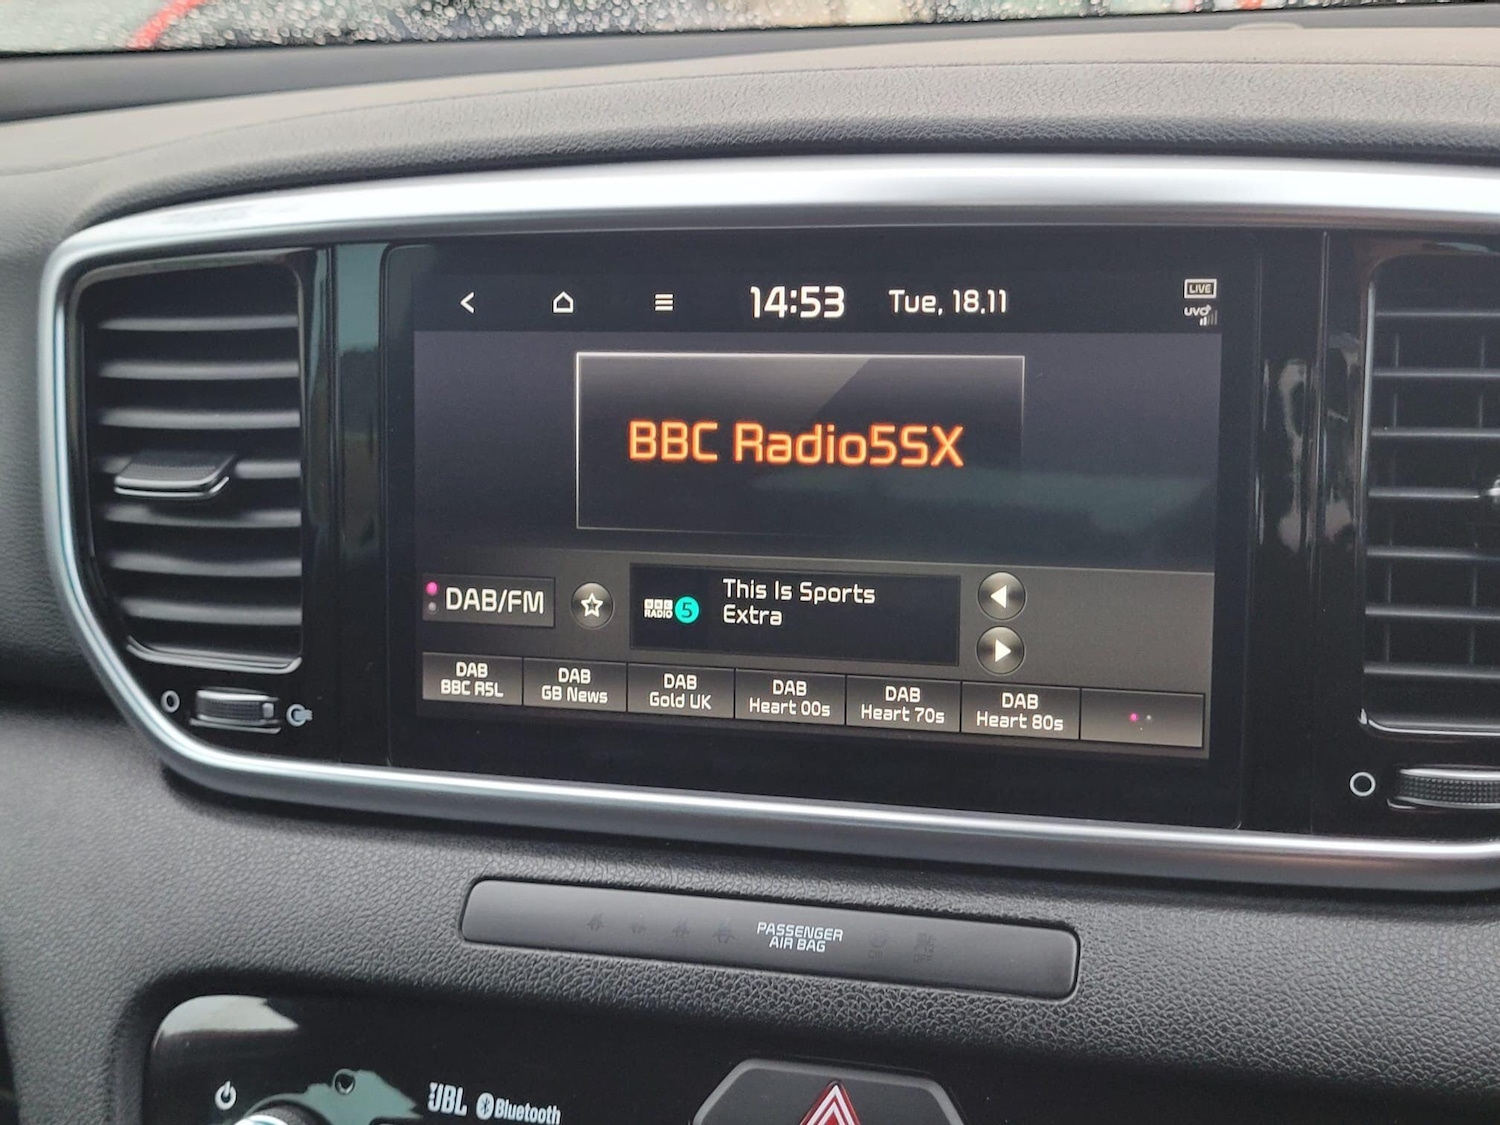 14:53 Tue, 18.11 LIVE
UVO
BBC Radio5SX
DAB/FM
BBC RADIO 5
This Is Sports
Extra
DAB
BBC R5L
DAB
GB News
DAB
Gold UK
DAB
Heart 00s
DAB
Heart 70s
DAB
Heart 80s
PASSENGER
AIR BAG
JBL Bluetooth